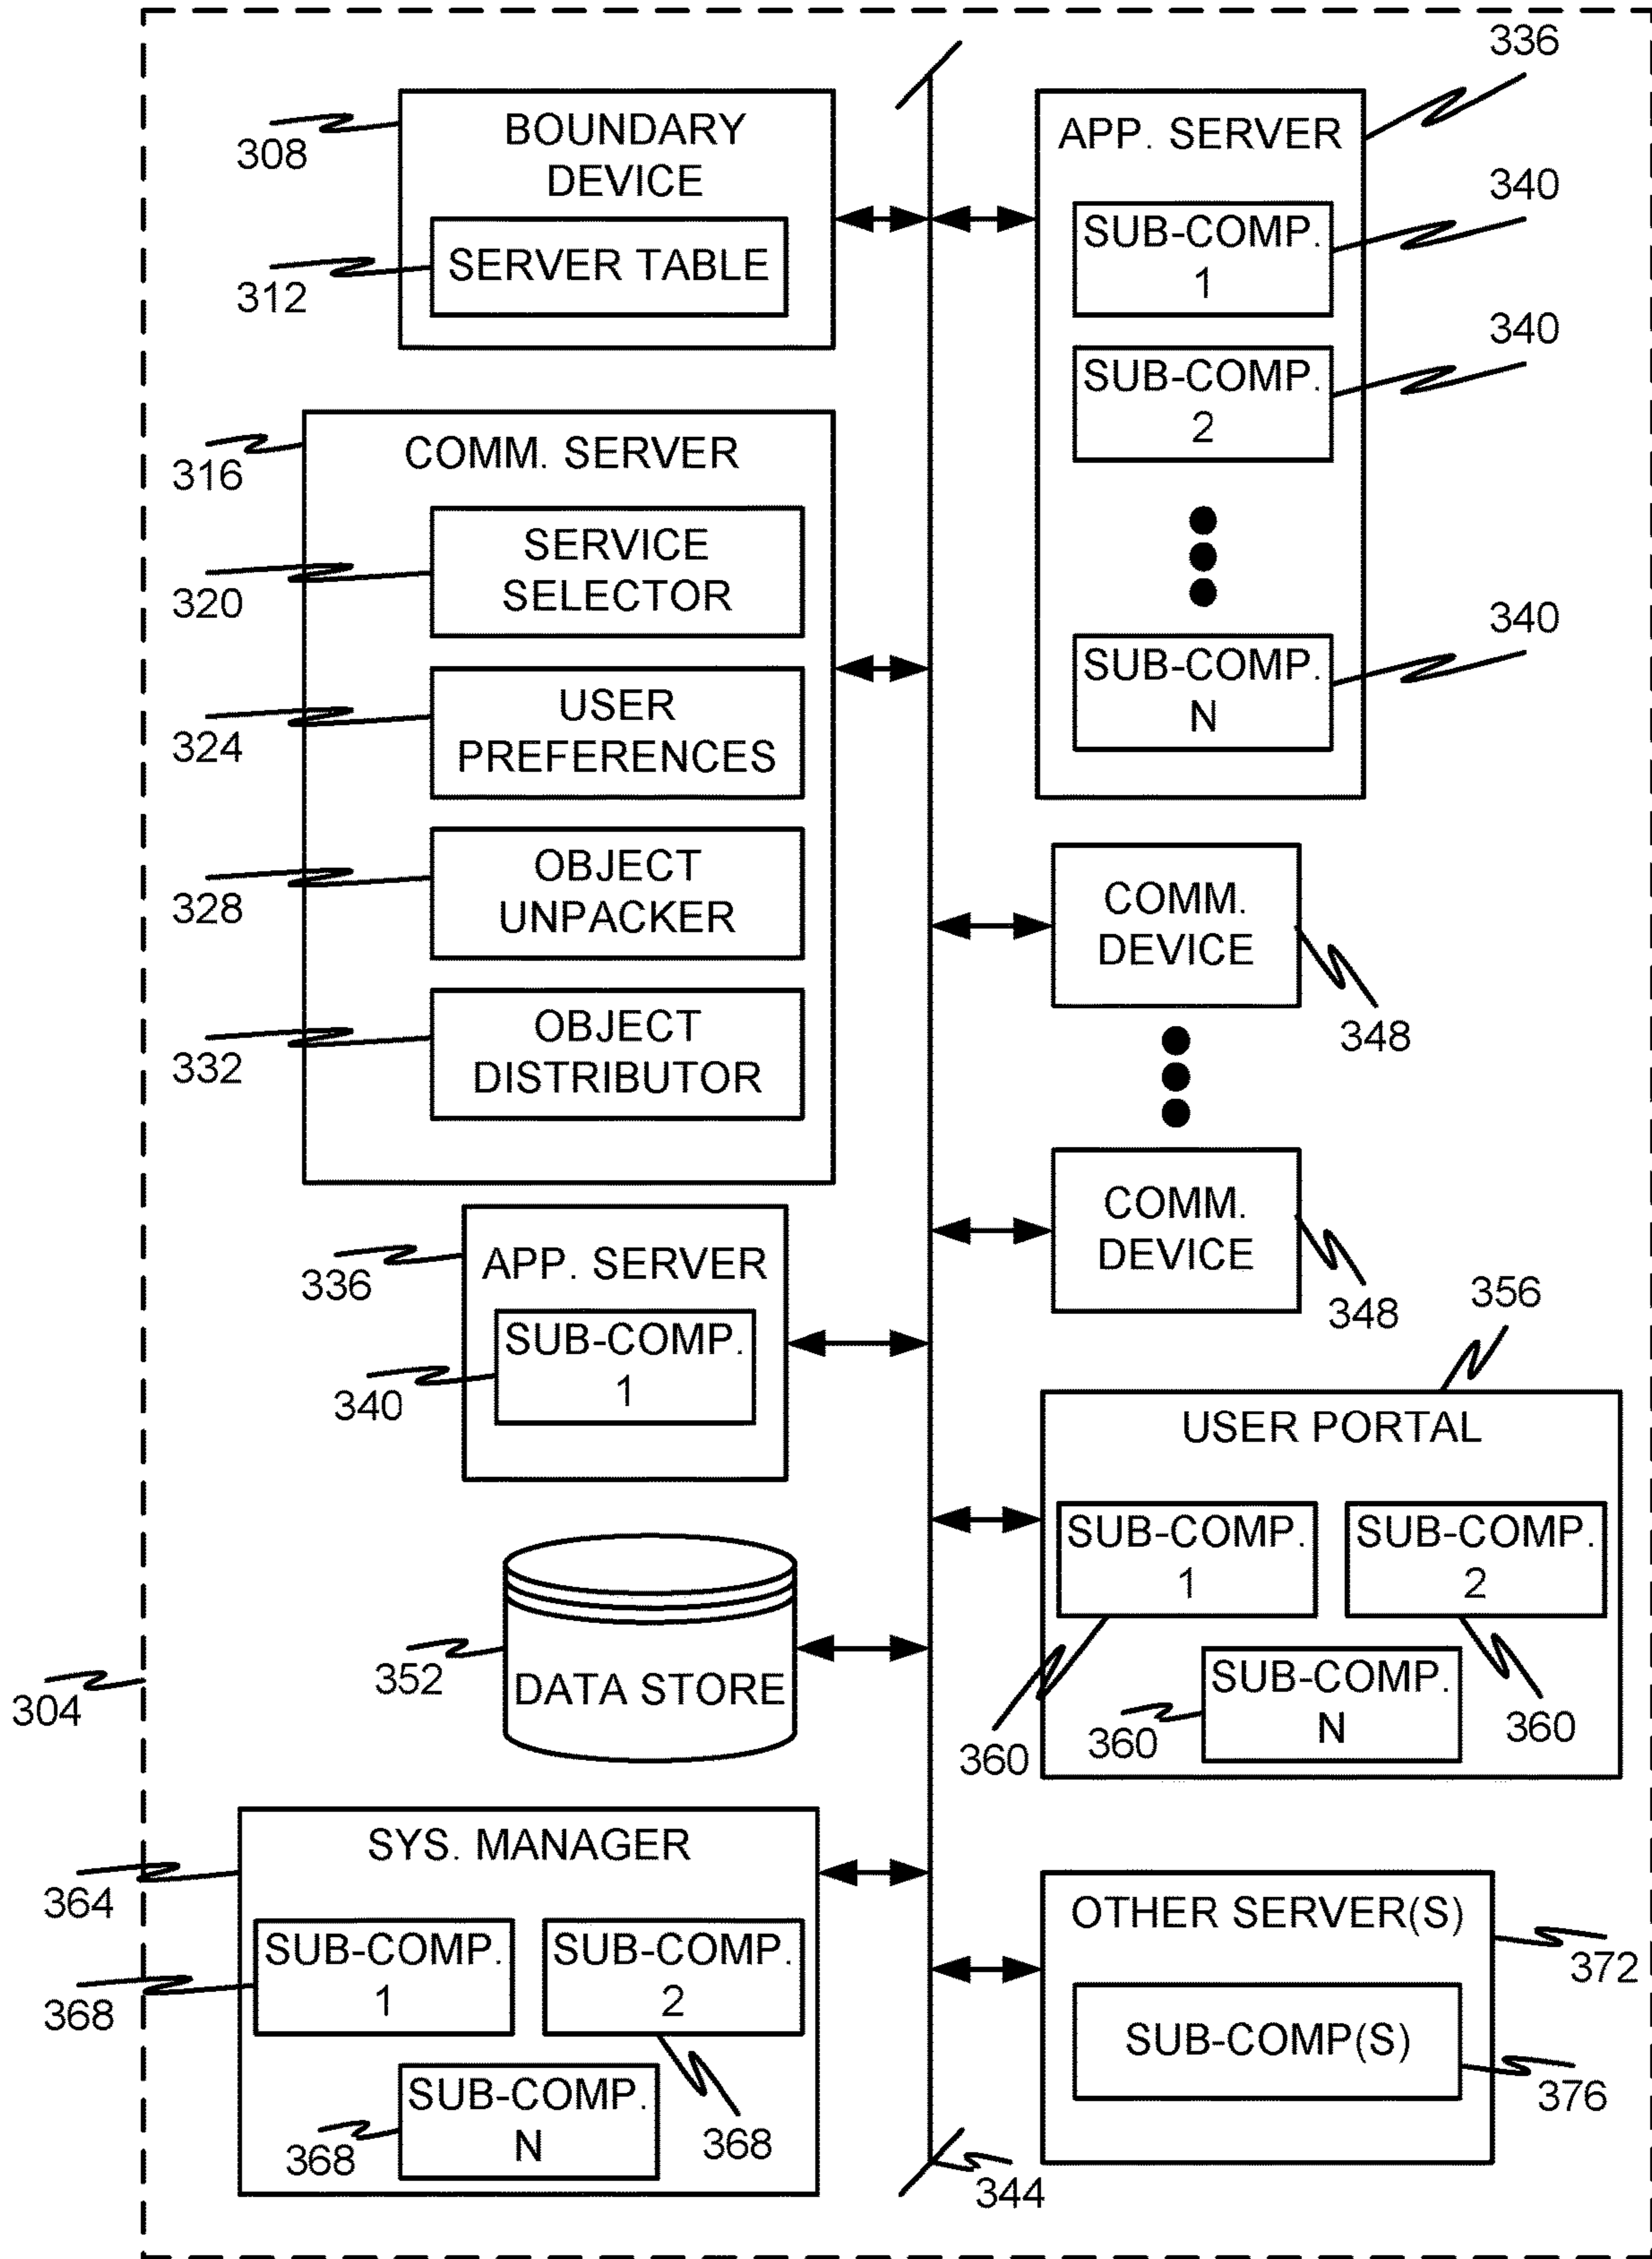 336
BOUNDARY
DEVICE
308
SERVER TABLE
312
APP. SERVER
SUB-COMP.
1
340
SUB-COMP.
2
340
SUB-COMP.
N
340
COMM. SERVER
316
SERVICE
SELECTOR
320
USER
PREFERENCES
324
OBJECT
UNPACKER
328
OBJECT
DISTRIBUTOR
332
COMM.
DEVICE
348
COMM.
DEVICE
348
APP. SERVER
336
SUB-COMP.
1
340
356
USER PORTAL
SUB-COMP.
1
360
SUB-COMP.
2
360
SUB-COMP.
N
360
DATA STORE
352
304
SYS. MANAGER
364
SUB-COMP.
1
368
SUB-COMP.
2
368
SUB-COMP.
N
368
OTHER SERVER(S)
372
SUB-COMP(S)
376
344